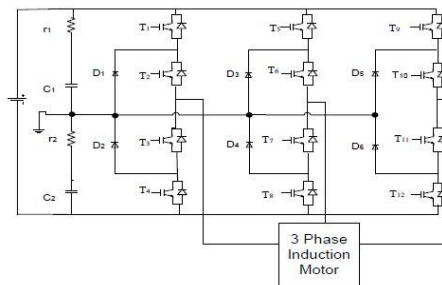 r1
C1
r2
C2
D1
D2
T1
T2
T3
T4
D3
D4
T5
T6
T7
T8
D5
D6
T9
T10
T11
T12
3 Phase
Induction
Motor